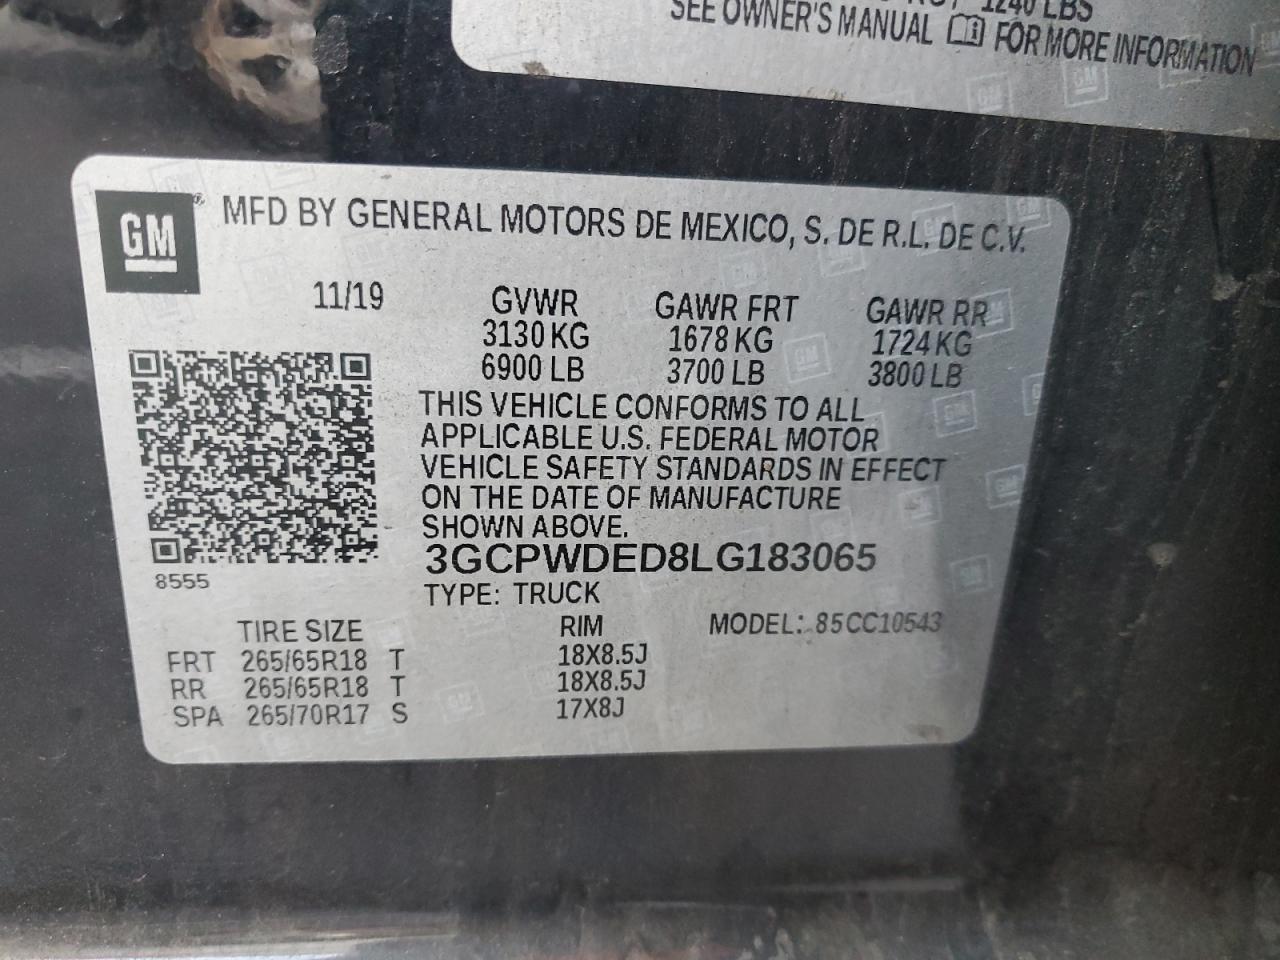 1240 LBS
SEE OWNER'S MANUAL FOR MORE INFORMATION
GM ® MFD BY GENERAL MOTORS DE MEXICO, S. DE R.L. DE C.V.
11/19 GVWR GAWR FRT GAWR RR
3130 KG 1678 KG 1724 KG
6900 LB 3700 LB 3800 LB
THIS VEHICLE CONFORMS TO ALL
APPLICABLE U.S. FEDERAL MOTOR
VEHICLE SAFETY STANDARDS IN EFFECT
ON THE DATE OF MANUFACTURE
SHOWN ABOVE.
3GCPWDED8LG183065
8555
TYPE: TRUCK
TIRE SIZE RIM MODEL: 85CC10543
FRT 265/65R18 T 18X8.5J
RR 265/65R18 T 18X8.5J
SPA 265/70R17 S 17X8J